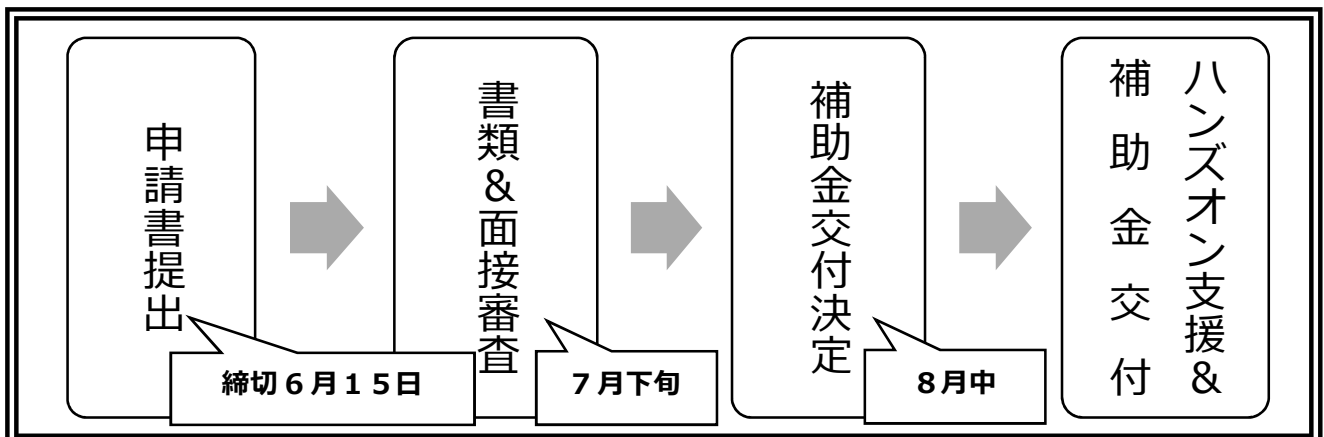 申請書提出
締切６月１５日
書類&面接審査
７月下旬
補助金交付決定
８月中
ハンズオン支援&
補助金交付